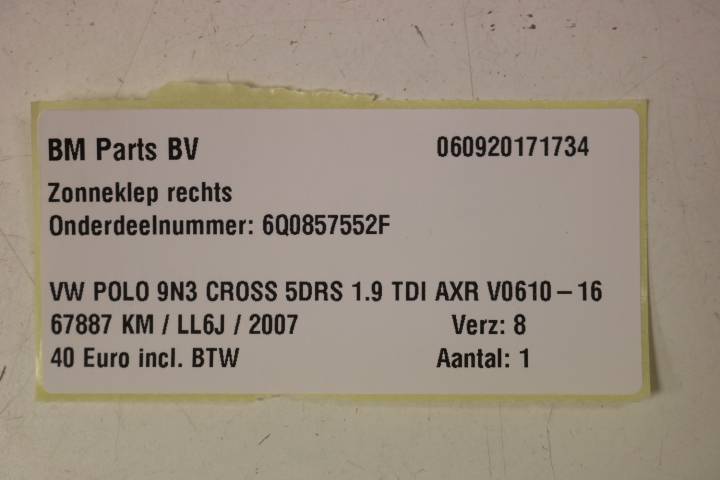 BM Parts BV 060920171734
Zonneklep rechts
Onderdeelnummer: 6Q0857552F
VW POLO 9N3 CROSS 5DRS 1.9 TDI AXR V0610-16
67887 KM / LL6J / 2007 Verz: 8
40 Euro incl. BTW Aantal: 1